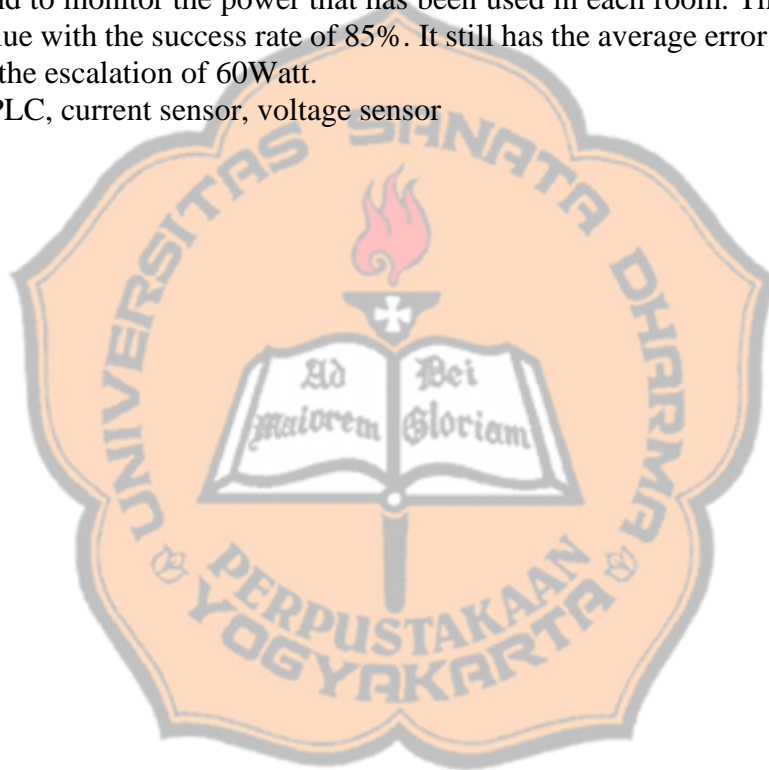 nd to monitor the power that has been used in each room. Th
lue with the success rate of 85%. It still has the average error
the escalation of 60Watt.
PLC, current sensor, voltage sensor
UNIVERSITAS SANATA DHARMA
Ad Dei
Maiorem Gloriam
PERPUSTAKAAN
YOGYAKARTA